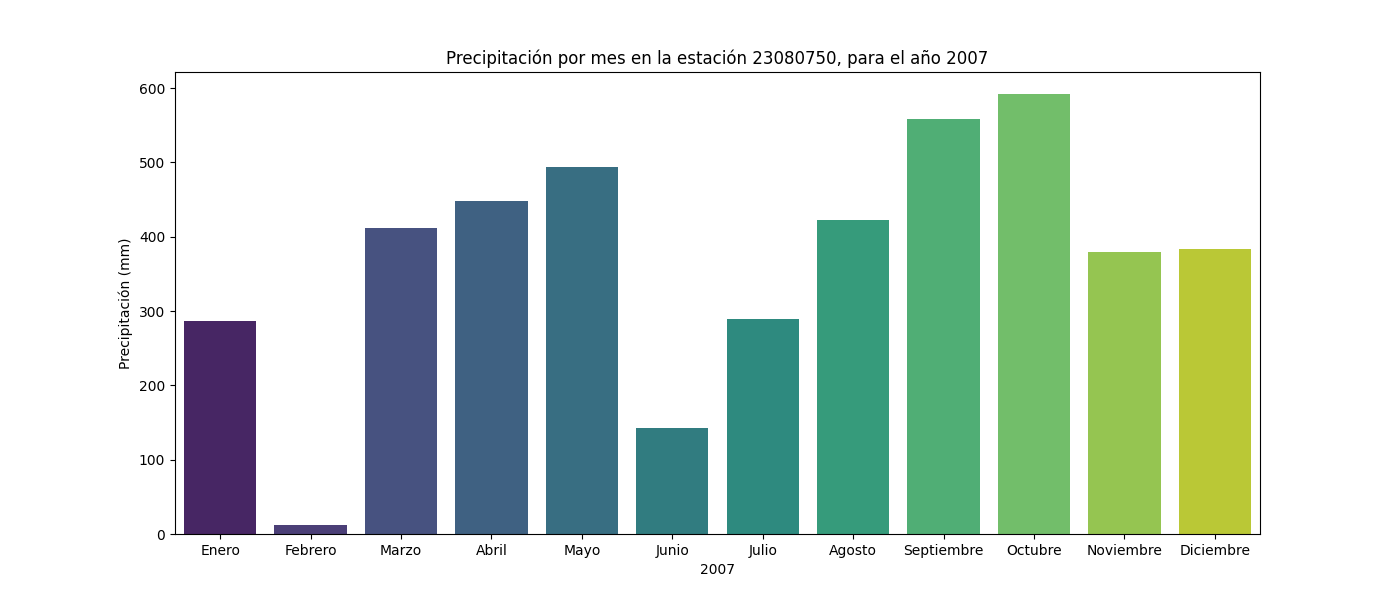 Precipitación por mes en la estación 23080750, para el año 2007
Precipitación (mm)
600
500
400
300
200
100
0
Enero Febrero Marzo Abril Mayo Junio Julio Agosto Septiembre Octubre Noviembre Diciembre
2007